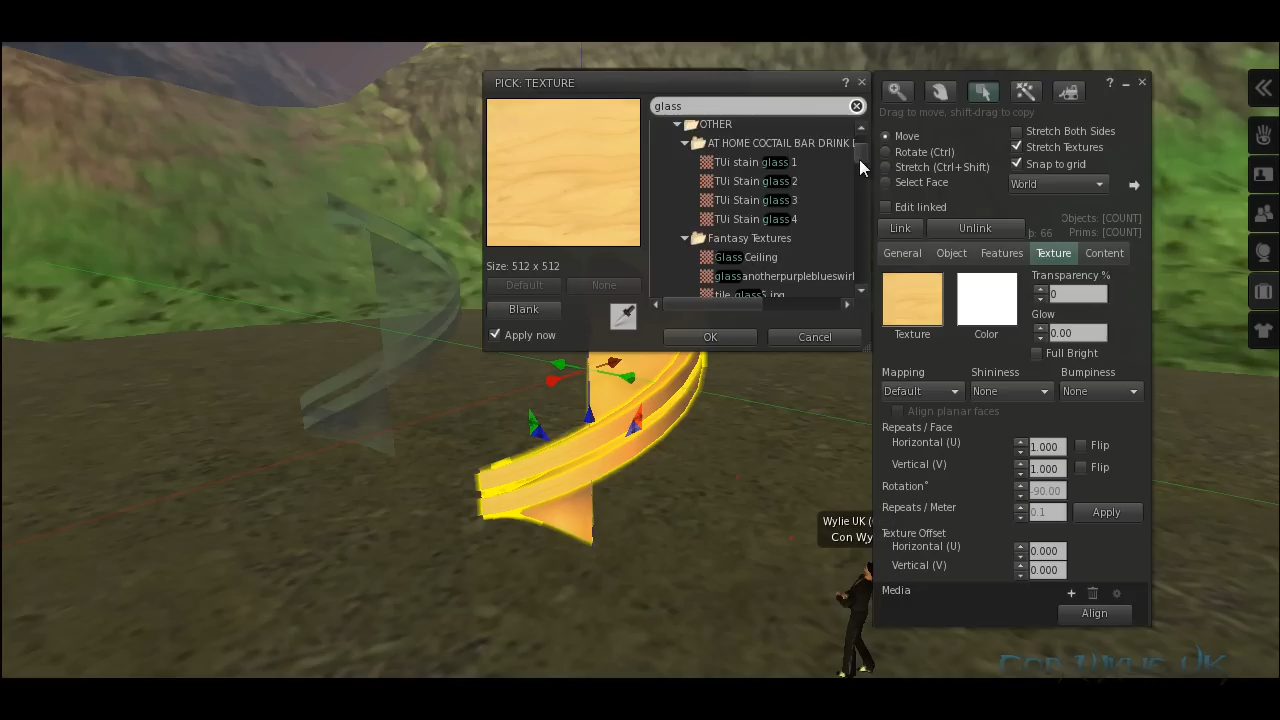 PICK: TEXTURE
?
glass
OTHER
AT HOME COCTAIL BAR DRINK
TUi stain glass 1
TUi Stain glass 2
TUi Stain glass 3
TUi Stain glass 4
Fantasy Textures
Glass Ceiling
glassanotherpurpleblueswirl
tile_glass5.jpg
Size: 512 x 512
Default
None
Blank
Apply now
OK
Cancel
?
Drag to move, shift-drag to copy
Move
Rotate (Ctrl)
Stretch (Ctrl+Shift)
Select Face
Stretch Both Sides
Stretch Textures
Snap to grid
World
Edit linked
Link
Unlink
Objects: [COUNT]
Prims: [COUNT]
p: 66
General
Object
Features
Texture
Content
Texture
Color
Transparency %
0
Glow
0.00
Full Bright
Mapping
Shininess
Bumpiness
Default
None
None
Align planar faces
Repeats / Face
Horizontal (U)
1.000
Flip
Vertical (V)
1.000
Flip
Rotation°
-90.00
Repeats / Meter
0.1
Apply
Texture Offset
Horizontal (U)
0.000
Vertical (V)
0.000
Media
Align
Wylie UK (
Con Wy
Con Wylie UK